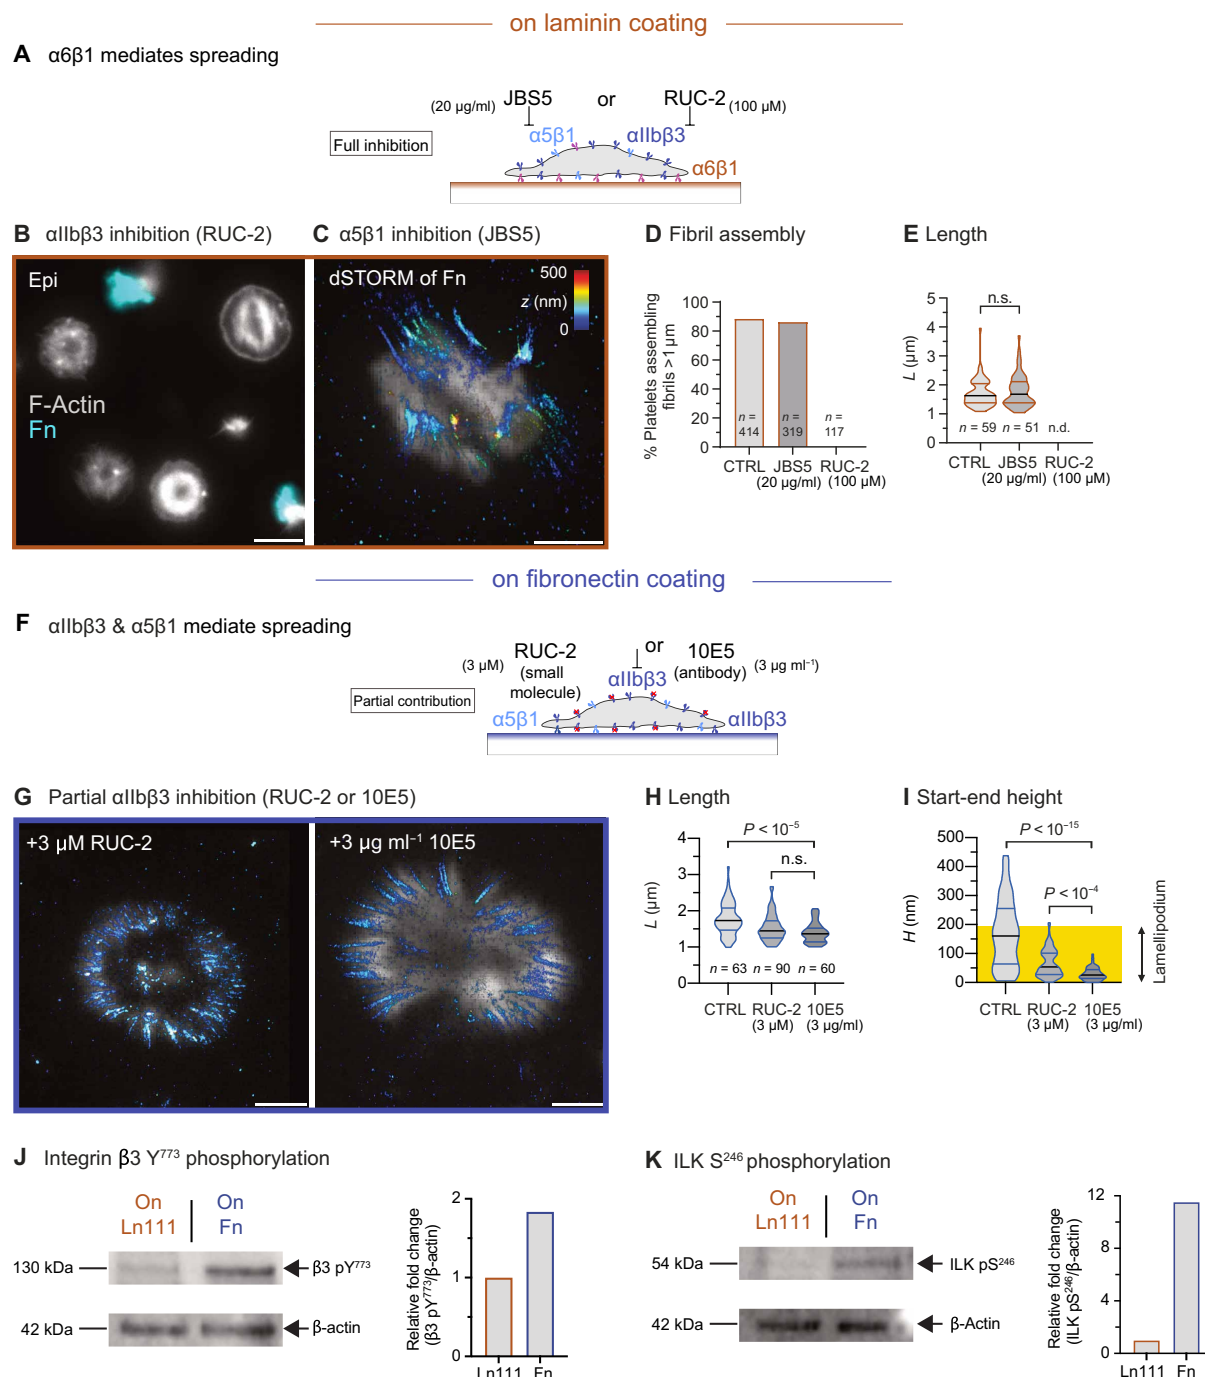 on laminin coating
A α6β1 mediates spreading
(20 µg/ml) JBS5 or RUC-2 (100 µM)
Full inhibition
α5β1 αIIbβ3
α6β1
B αIIbβ3 inhibition (RUC-2)
Epi
F-Actin
Fn
C α5β1 inhibition (JBS5)
dSTORM of Fn
500
z (nm)
0
D Fibril assembly
% Platelets assembling
fibrils >1 µm
100
80
60
40
20
0
n =
414
n =
319
n =
117
CTRL JBS5 RUC-2
(20 µg/ml) (100 µM)
E Length
L (µm)
5
4
3
2
1
0
n.s.
n = 59 n = 51 n.d.
CTRL JBS5 RUC-2
(20 µg/ml) (100 µM)
on fibronectin coating
F αIIbβ3 & α5β1 mediate spreading
(3 µM) RUC-2 or 10E5 (3 µg ml⁻¹)
(small
molecule)
(antibody)
αIIbβ3
Partial contribution
α5β1 αIIbβ3
G Partial αIIbβ3 inhibition (RUC-2 or 10E5)
+3 µM RUC-2
+3 µg ml⁻¹ 10E5
H Length
L (µm)
4
3
2
1
0
P < 10⁻⁵
n.s.
n = 63 n = 90 n = 60
CTRL RUC-2 10E5
(3 µM) (3 µg/ml)
I Start-end height
H (nm)
500
400
300
200
100
0
P < 10⁻¹⁵
P < 10⁻⁴
Lamellipodium
CTRL RUC-2 10E5
(3 µM) (3 µg/ml)
J Integrin β3 Y⁷⁷³ phosphorylation
On
Ln111
On
Fn
130 kDa
β3 pY⁷⁷³
42 kDa
β-actin
Relative fold change
(β3 pY⁷⁷³/β-actin)
2
1
0
Ln111 Fn
K ILK S²⁴⁶ phosphorylation
On
Ln111
On
Fn
54 kDa
ILK pS²⁴⁶
42 kDa
β-Actin
Relative fold change
(ILK pS²⁴⁶/β-actin)
12
8
4
0
Ln111 Fn